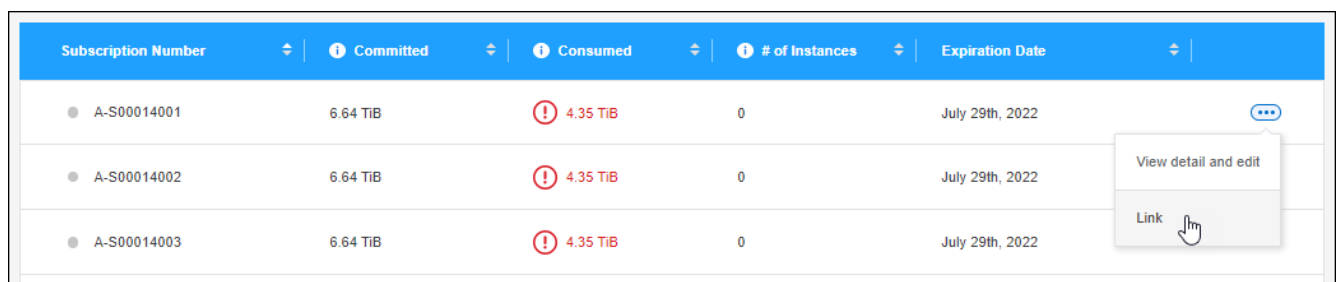 Subscription Number Committed Consumed # of Instances Expiration Date
A-S00014001 6.64 TiB 4.35 TiB 0 July 29th, 2022
View detail and edit
A-S00014002 6.64 TiB 4.35 TiB 0 July 29th, 2022
Link
A-S00014003 6.64 TiB 4.35 TiB 0 July 29th, 2022